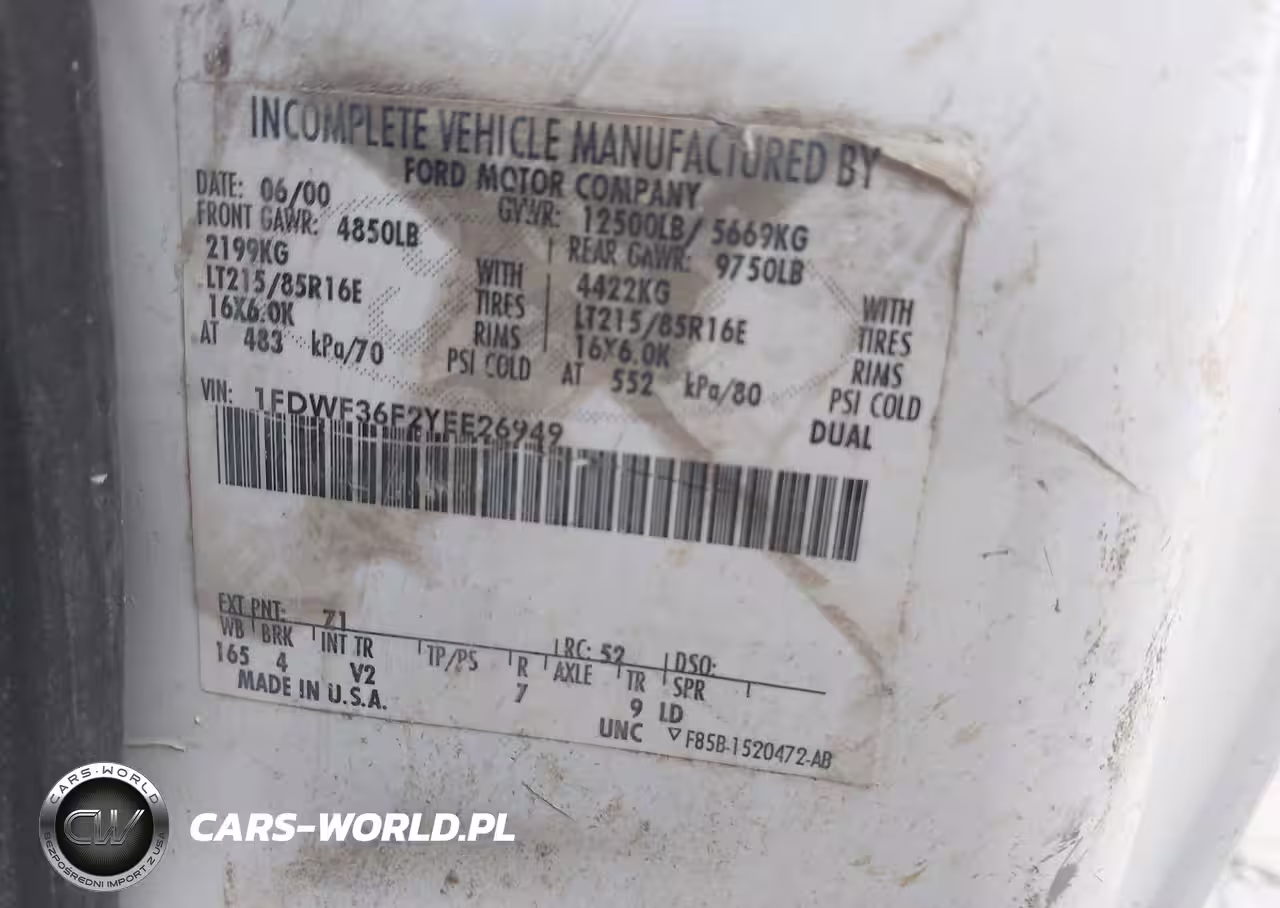 INCOMPLETE VEHICLE MANUFACTURED BY
FORD MOTOR COMPANY
DATE: 06/00 GVWR: 12500LB/ 5669KG
FRONT GAWR: 4850LB REAR GAWR: 9750LB
2199KG WITH 4422KG WITH
LT215/85R16E TIRES LT215/85R16E TIRES
16X6.0K RIMS 16X6.0K RIMS
AT 483 kPa/70 PSI COLD AT 552 kPa/80 PSI COLD
DUAL
VIN: 1FDWF36F2YEE26949
EXT PNT: Z1 RC: 52 DSO:
WB BRK INT TR TP/PS R AXLE TR SPR
165 4 V2 7 9 LD
MADE IN U.S.A. UNC ▽ F85B-1520472-AB
CARS-WORLD
CW
BEZPOŚREDNI IMPORT Z USA
CARS-WORLD.PL